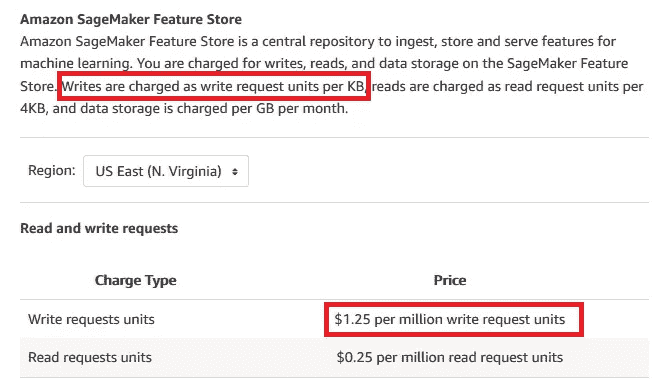 Amazon SageMaker Feature Store
Amazon SageMaker Feature Store is a central repository to ingest, store and serve features for
machine learning. You are charged for writes, reads, and data storage on the SageMaker Feature
Store. Writes are charged as write request units per KB, reads are charged as read request units per
4KB, and data storage is charged per GB per month.
Region: US East (N. Virginia)
Read and write requests
Charge Type Price
Write requests units $1.25 per million write request units
Read requests units $0.25 per million read request units